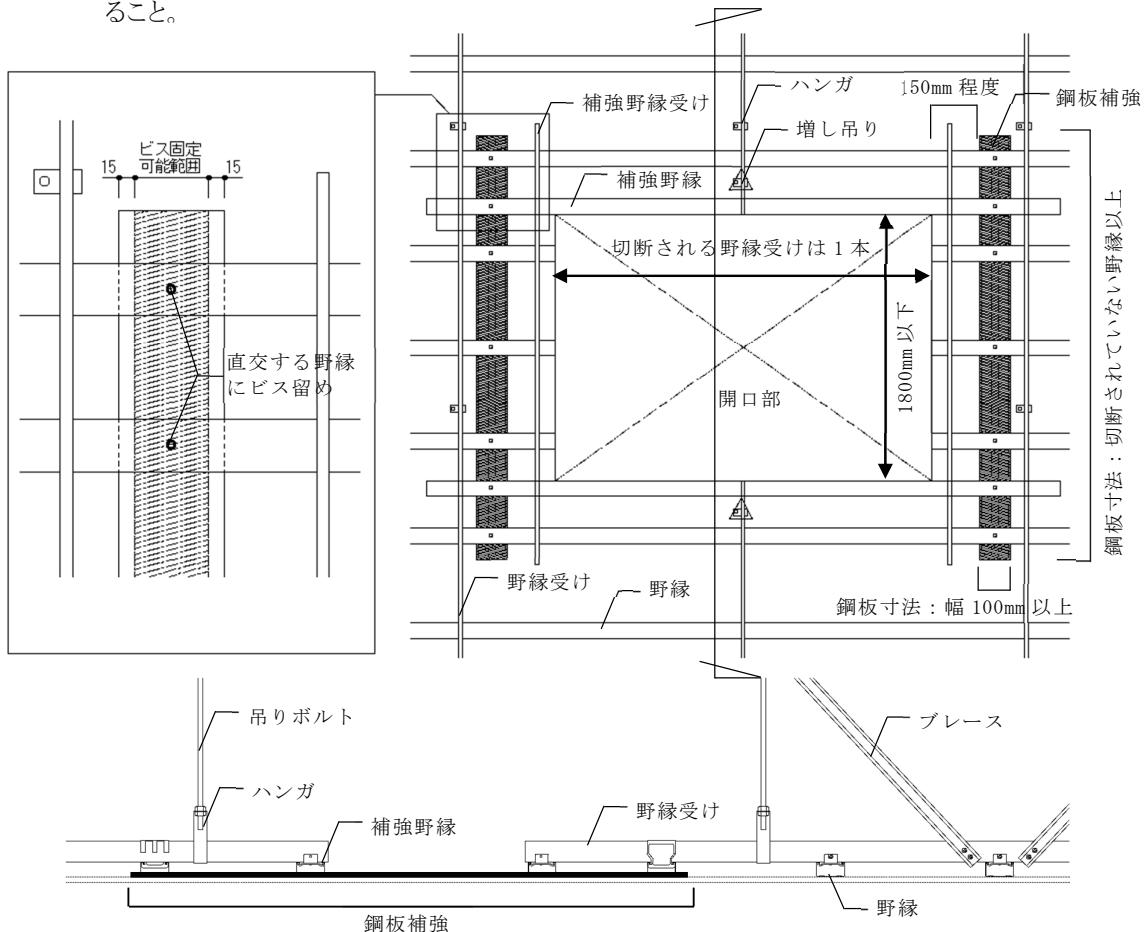 ること。
ハンガ
150mm 程度
鋼板補強
補強野縁受け
増し吊り
ビス固定
可能範囲
15
15
補強野縁
切断される野縁受けは 1 本
1800mm 以下
鋼板寸法：切断されていない野縁以上
直交する野縁
にビス留め
開口部
野縁受け
野縁
鋼板寸法：幅 100mm 以上
吊りボルト
ブレース
ハンガ
野縁受け
補強野縁
野縁
鋼板補強